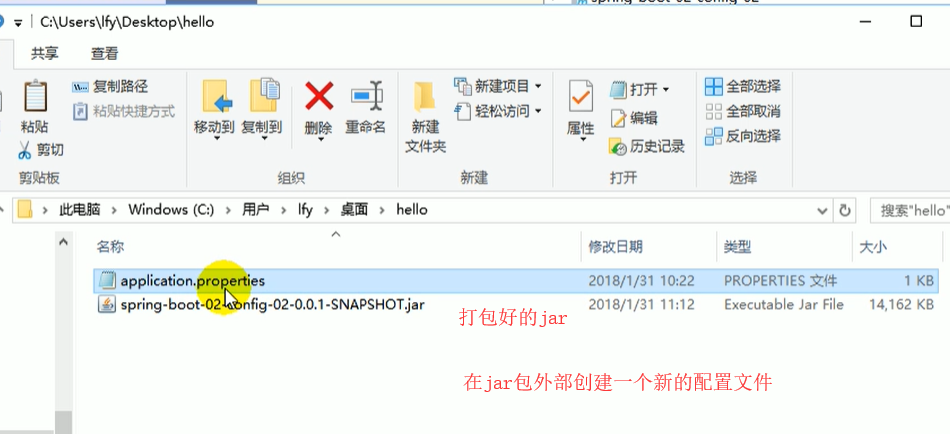 C:\Users\lfy\Desktop\hello
共享 查看
复制路径
粘贴快捷方式
粘贴
剪切
剪贴板
移动到 复制到 删除 重命名
组织
新建项目
轻松访问
新建
文件夹
新建
属性
打开
编辑
历史记录
打开
全部选择
全部取消
反向选择
选择
此电脑 > Windows (C:) > 用户 > lfy > 桌面 > hello
搜索"hello"
名称 修改日期 类型 大小
application.properties 2018/1/31 10:22 PROPERTIES 文件 1 KB
spring-boot-02-config-02-0.0.1-SNAPSHOT.jar 2018/1/31 11:12 Executable Jar File 14,162 KB
打包好的jar
在jar包外部创建一个新的配置文件